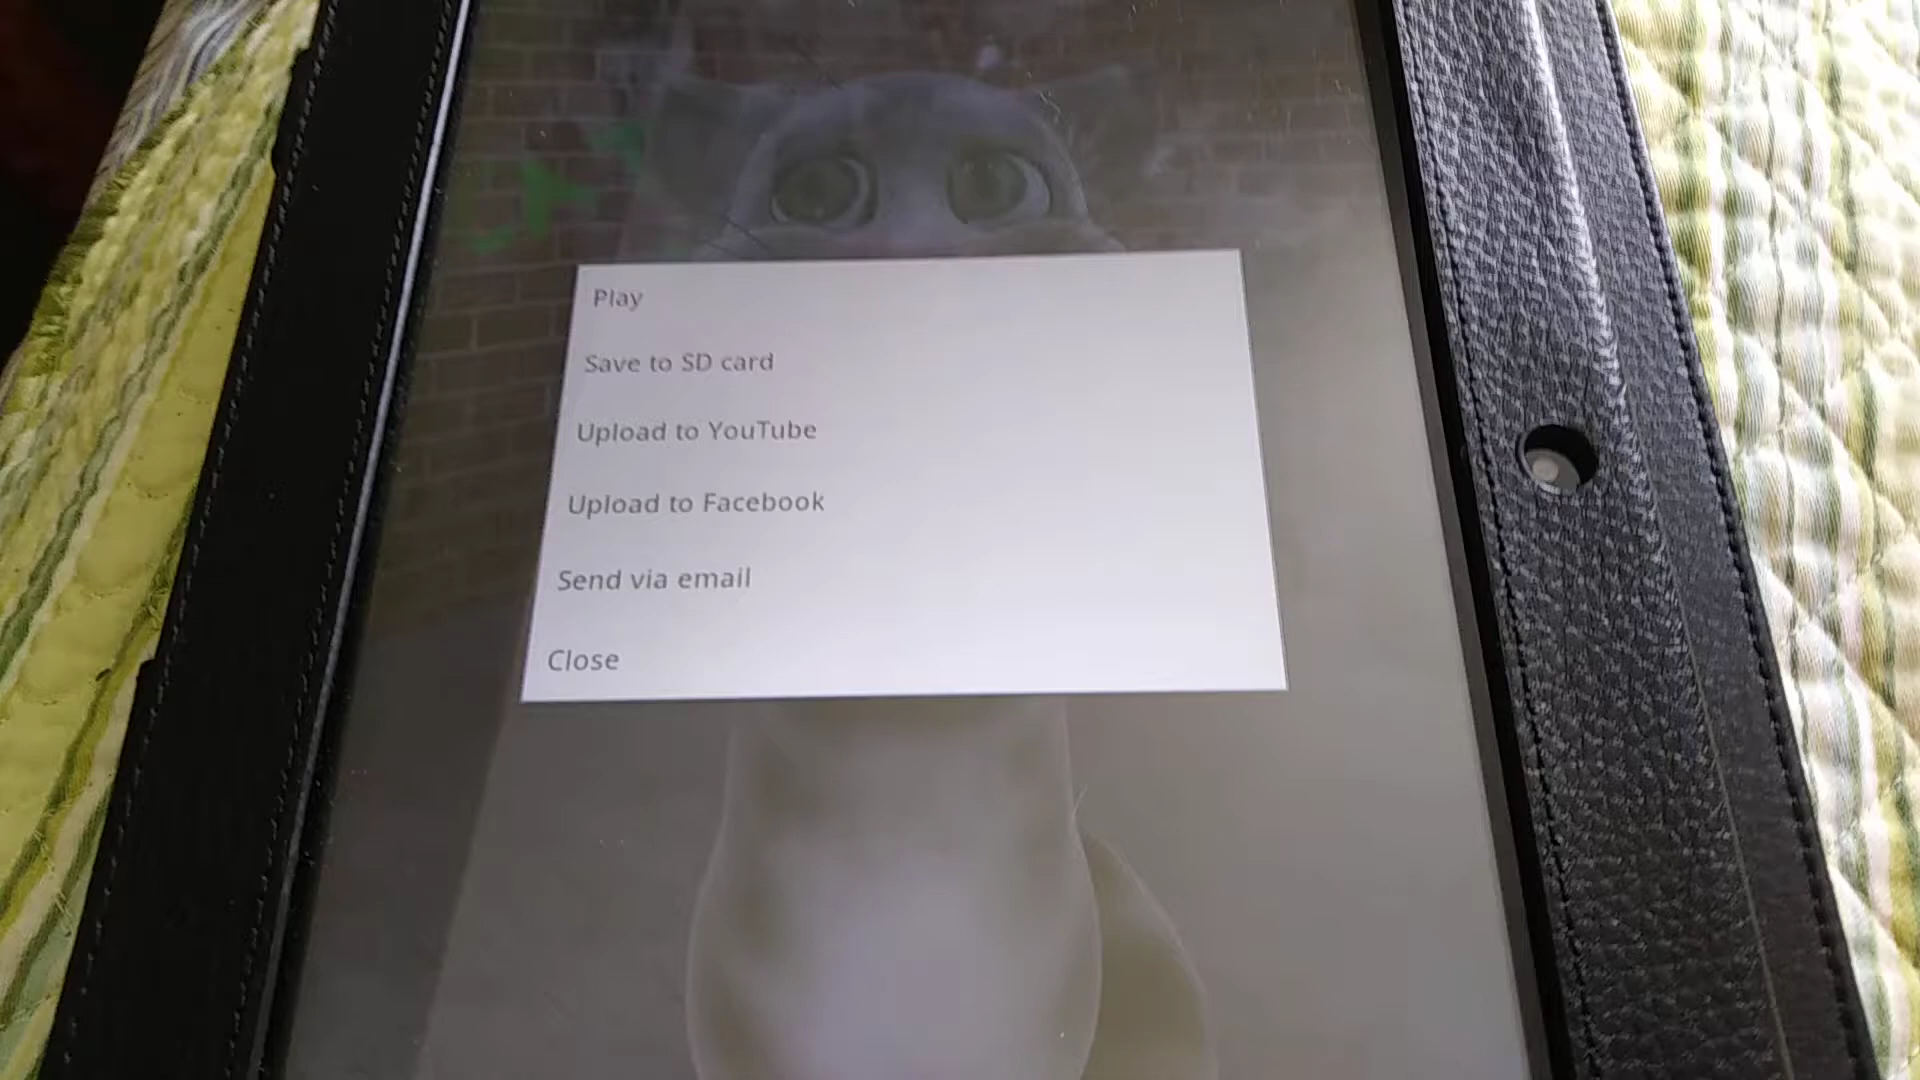 Play
Save to SD card
Upload to YouTube
Upload to Facebook
Send via email
Close